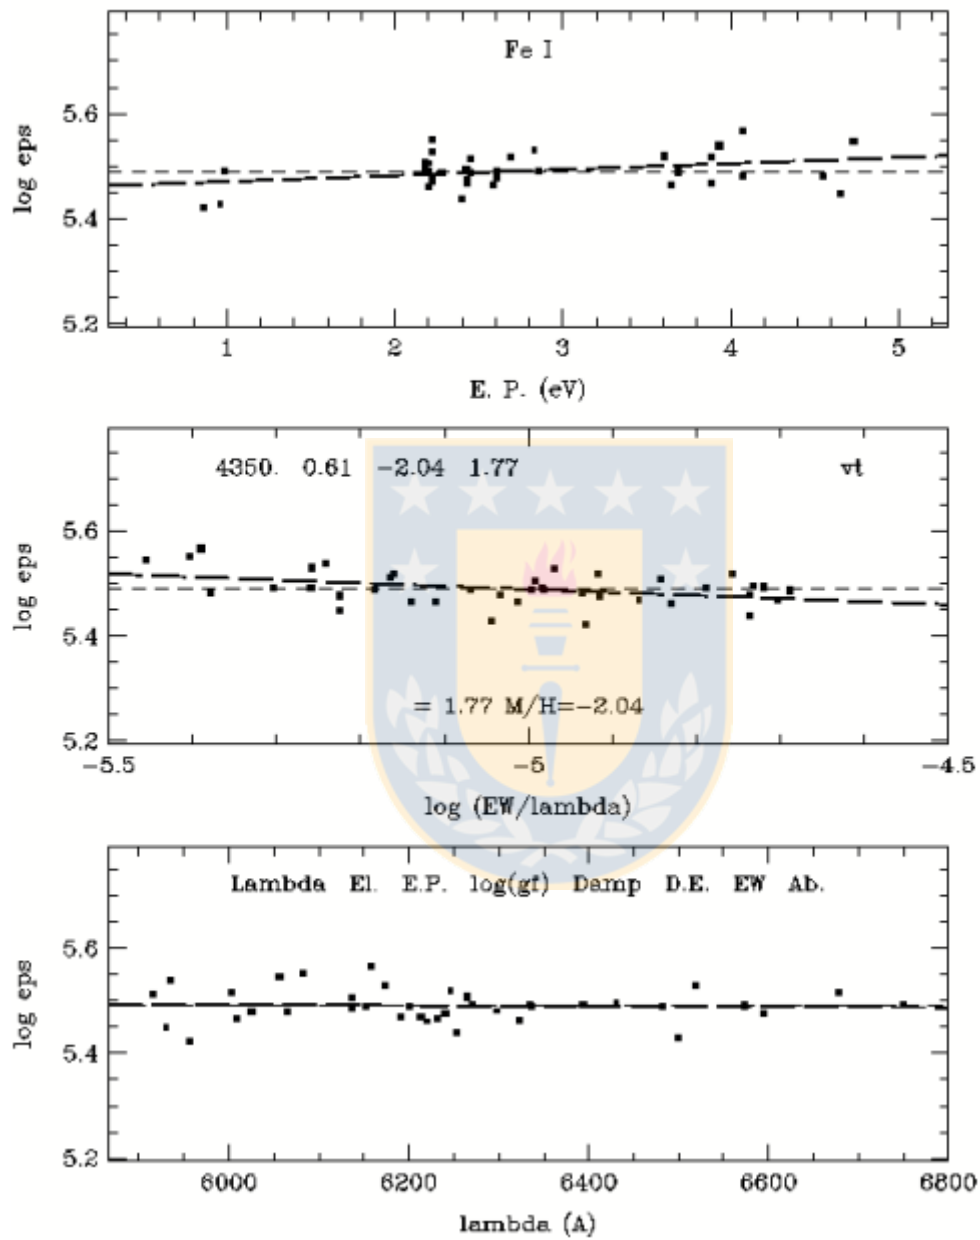 Fe I
5.6
5.4
5.2
log eps
1 2 3 4 5
E. P. (eV)
4350. 0.61 -2.04 1.77 vt
5.6
5.4
5.2
log eps
= 1.77 M/H=-2.04
-5.5 -5 -4.5
log (EW/lambda)
Lambda El. E.P. log(gf) Damp D.E. EW Ab.
5.6
5.4
5.2
log eps
6000 6200 6400 6600 6800
lambda (A)